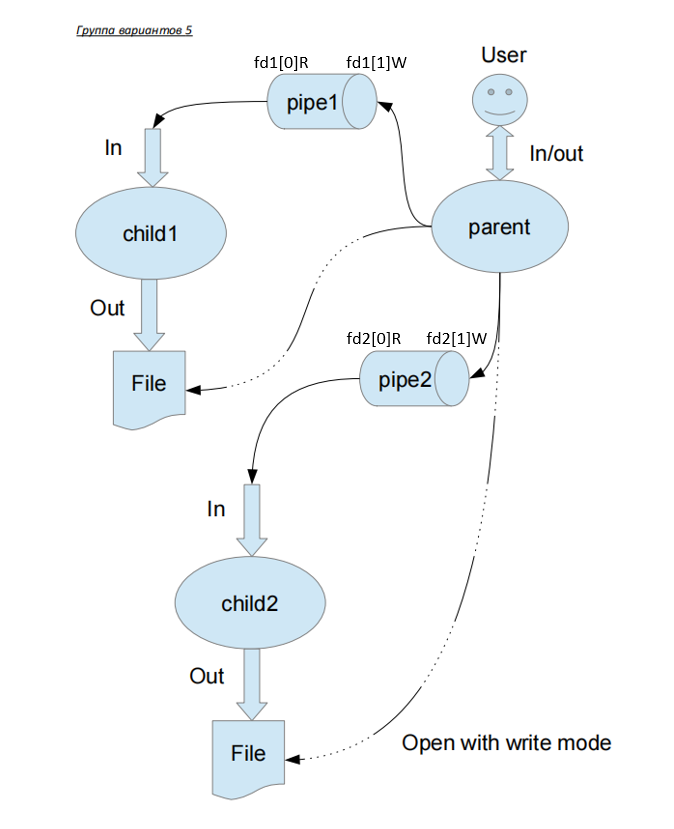 Группа вариантов 5
User
fd1[0]R
fd1[1]W
pipe1
In
In/out
child1
parent
Out
fd2[0]R
fd2[1]W
File
pipe2
In
child2
Out
File
Open with write mode